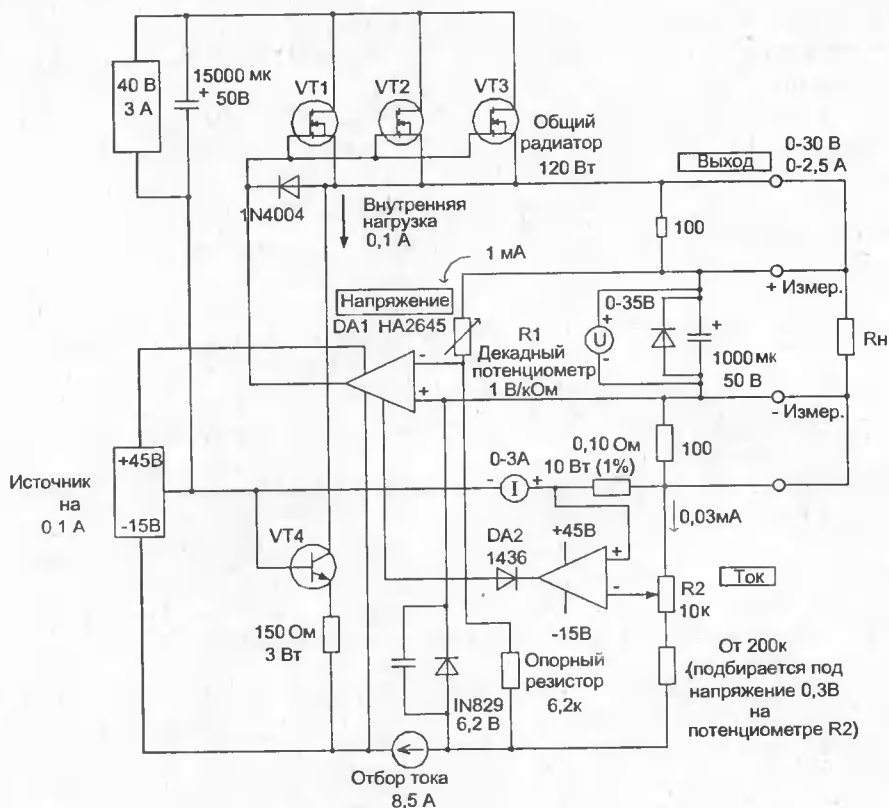 40 В
3 А
15000 мк
+ 50В
VT1
VT2
VT3
Общий
радиатор
120 Вт
Выход
0-30 В
0-2,5 А
1N4004
Внутренняя
нагрузка
0,1 А
100
1 мА
+ Измер.
Напряжение
DA1 HA2645
0-35В
+
U
-
+
1000 мк
50 В
Rн
R1
Декадный
потенциометр
1 В/кОм
-
+
- Измер.
100
0,10 Ом
10 Вт (1%)
0-3А
- I +
0,03мА
Источник
на
0,1 А
+45В
-15В
VT4
150 Ом
3 Вт
DA2
1436
+45В
+
-
-15В
R2
10к
Ток
От 200к
(подбирается под
напряжение 0,3В
на
потенциометре R2)
Опорный
резистор
6,2к
IN829
6,2 В
Отбор тока
8,5 А